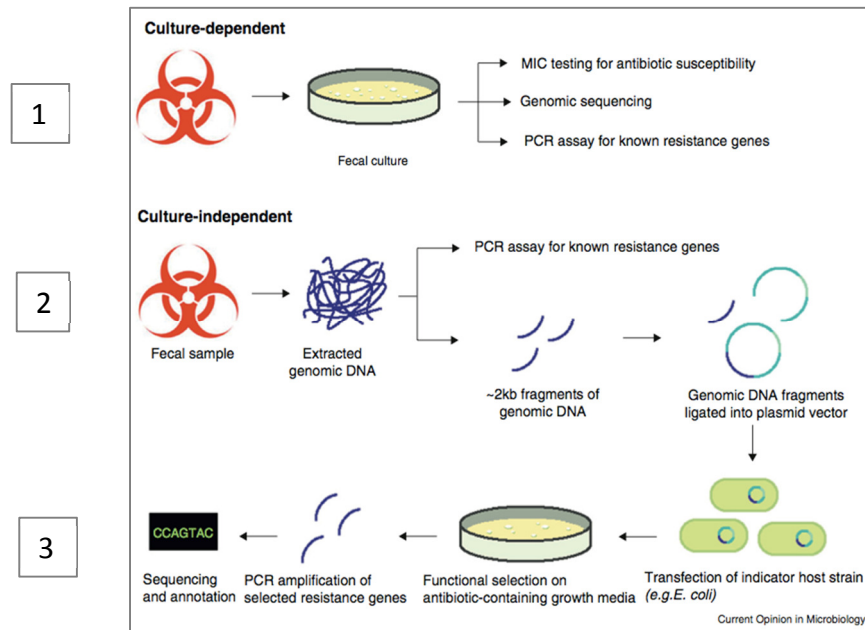 Culture-dependent
1
MIC testing for antibiotic susceptibility
Genomic sequencing
PCR assay for known resistance genes
Fecal culture
Culture-independent
2
PCR assay for known resistance genes
Fecal sample
Extracted
genomic DNA
~2kb fragments of
genomic DNA
Genomic DNA fragments
ligated into plasmid vector
3
CCAGTAC
Sequencing
and annotation
PCR amplification of
selected resistance genes
Functional selection on
antibiotic-containing growth media
Transfection of indicator host strain
(e.g.E. coli)
Current Opinion in Microbiology